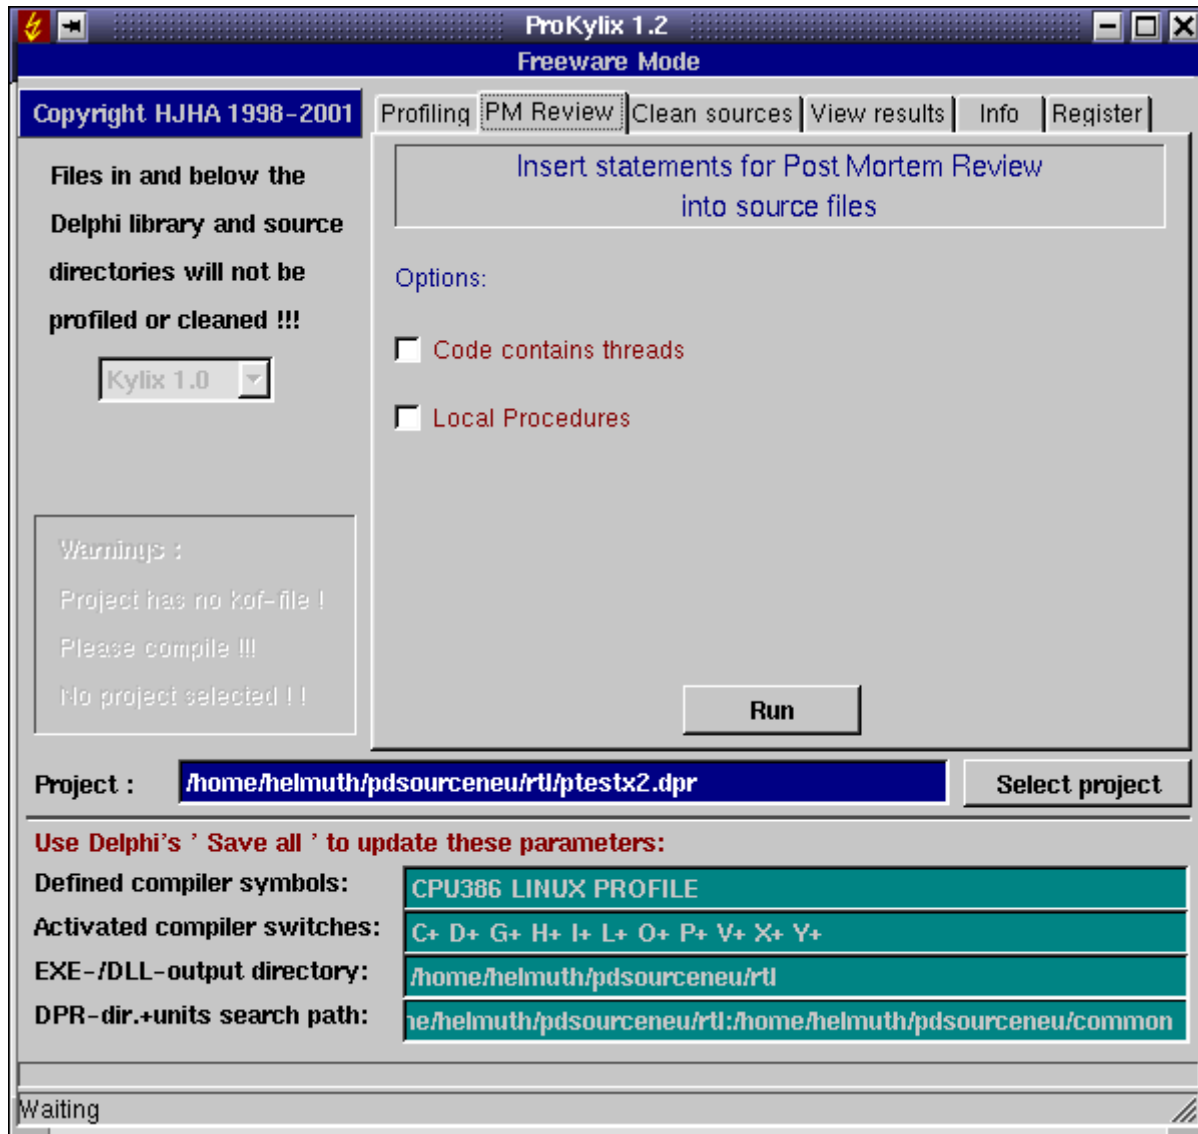 ProKylix 1.2
Freeware Mode
Copyright HJHA 1998-2001
Files in and below the
Delphi library and source
directories will not be
profiled or cleaned !!!
Kylix 1.0
Warnings :
Project has no kof-file !
Please compile !!!
No project selected ! !
Profiling PM Review Clean sources View results Info Register
Insert statements for Post Mortem Review
into source files
Options:
Code contains threads
Local Procedures
Run
Project : /home/helmuth/pdsourceneu/rtl/ptestx2.dpr Select project
Use Delphi's ' Save all ' to update these parameters:
Defined compiler symbols: CPU386 LINUX PROFILE
Activated compiler switches: C+ D+ G+ H+ I+ L+ O+ P+ V+ X+ Y+
EXE-/DLL-output directory: /home/helmuth/pdsourceneu/rtl
DPR-dir.+units search path: ne/helmuth/pdsourceneu/rtl:/home/helmuth/pdsourceneu/common
Waiting